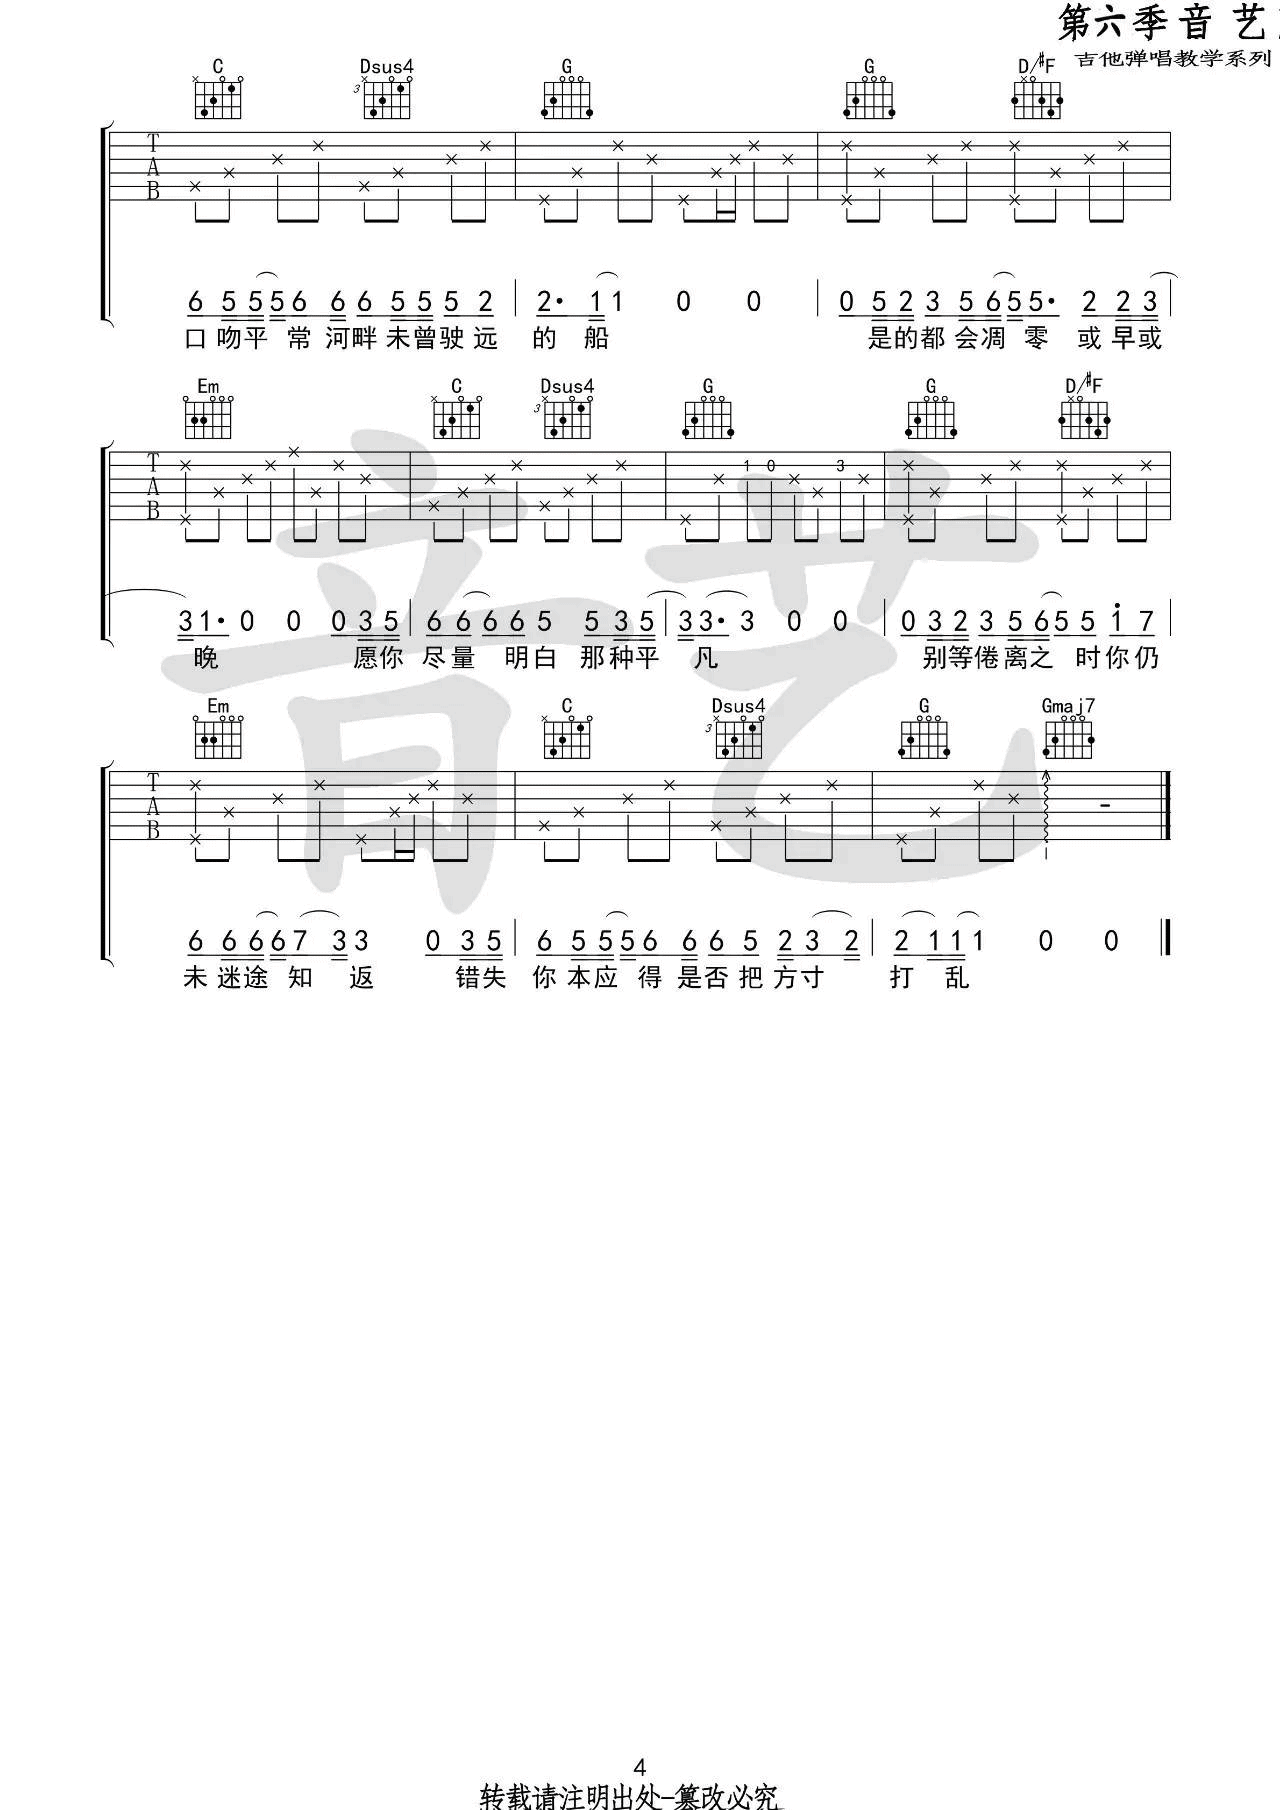 第六季音 艺
吉他弹唱教学系列
C Dsus4 G G D/#F
3
T
A
B
6 5 5 5 6 6 6 5 5 5 2 2· 1 1 0 0 0 5 2 3 5 6 5 5· 2 2 3
口吻平 常 河畔未曾驶远 的 船 是的都 会凋 零 或早或
Em C Dsus4 G G D/#F
3
T
A
B
1 0 3
3 1· 0 0 0 3 5 6 6 6 6 5 5 3 5 3 3· 3 0 0 0 3 2 3 5 6 5 5 1 7
晚 愿你 尽量 明白 那种平 凡 别等倦离之 时你仍
Em C Dsus4 G Gmaj7
3
T
A
B
6 6 6 6 7 3 3 0 3 5 6 5 5 5 6 6 6 5 2 3 2 2 1 1 1 0 0
未 迷途 知 返 错失 你 本应 得 是否 把 方寸 打 乱
音艺
4
转载请注明出处-篡改必究